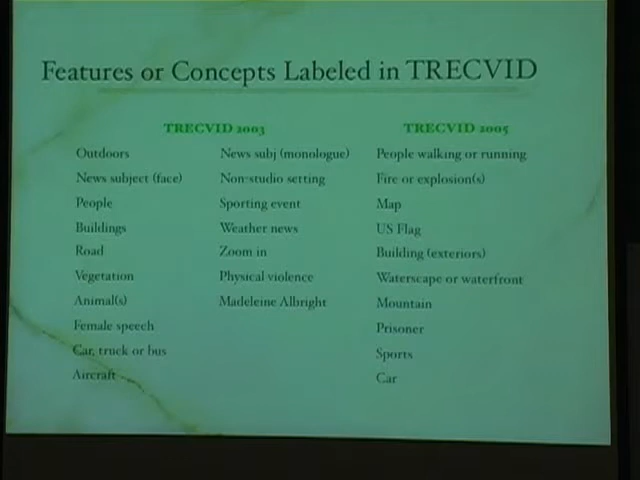 Features or Concepts Labeled in TRECVID
TRECVID 2003
Outdoors
News subject (face)
People
Buildings
Road
Vegetation
Animal(s)
Female speech
Car, truck or bus
Aircraft
News subj (monologue)
Non-studio setting
Sporting event
Weather news
Zoom in
Physical violence
Madeleine Albright
TRECVID 2005
People walking or running
Fire or explosion(s)
Map
US Flag
Building (exteriors)
Waterscape or waterfront
Mountain
Prisoner
Sports
Car